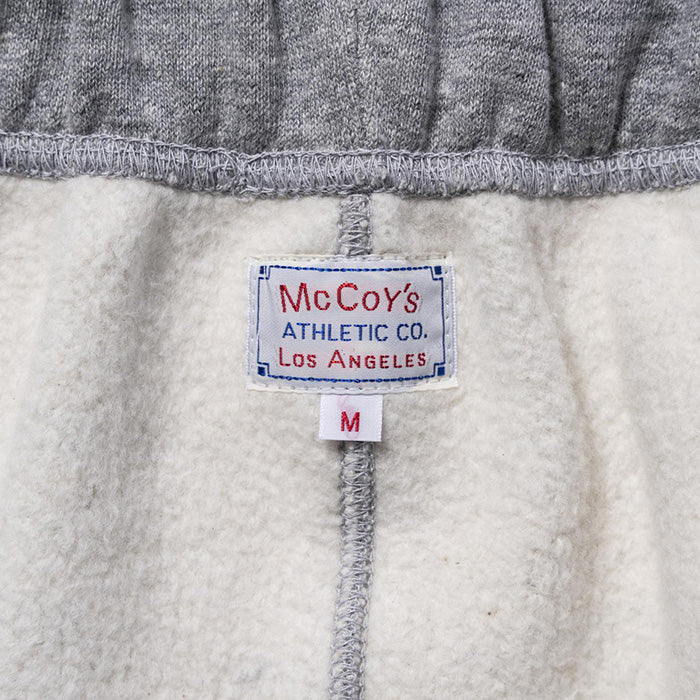 McCoy's
ATHLETIC CO.
Los Angeles
M